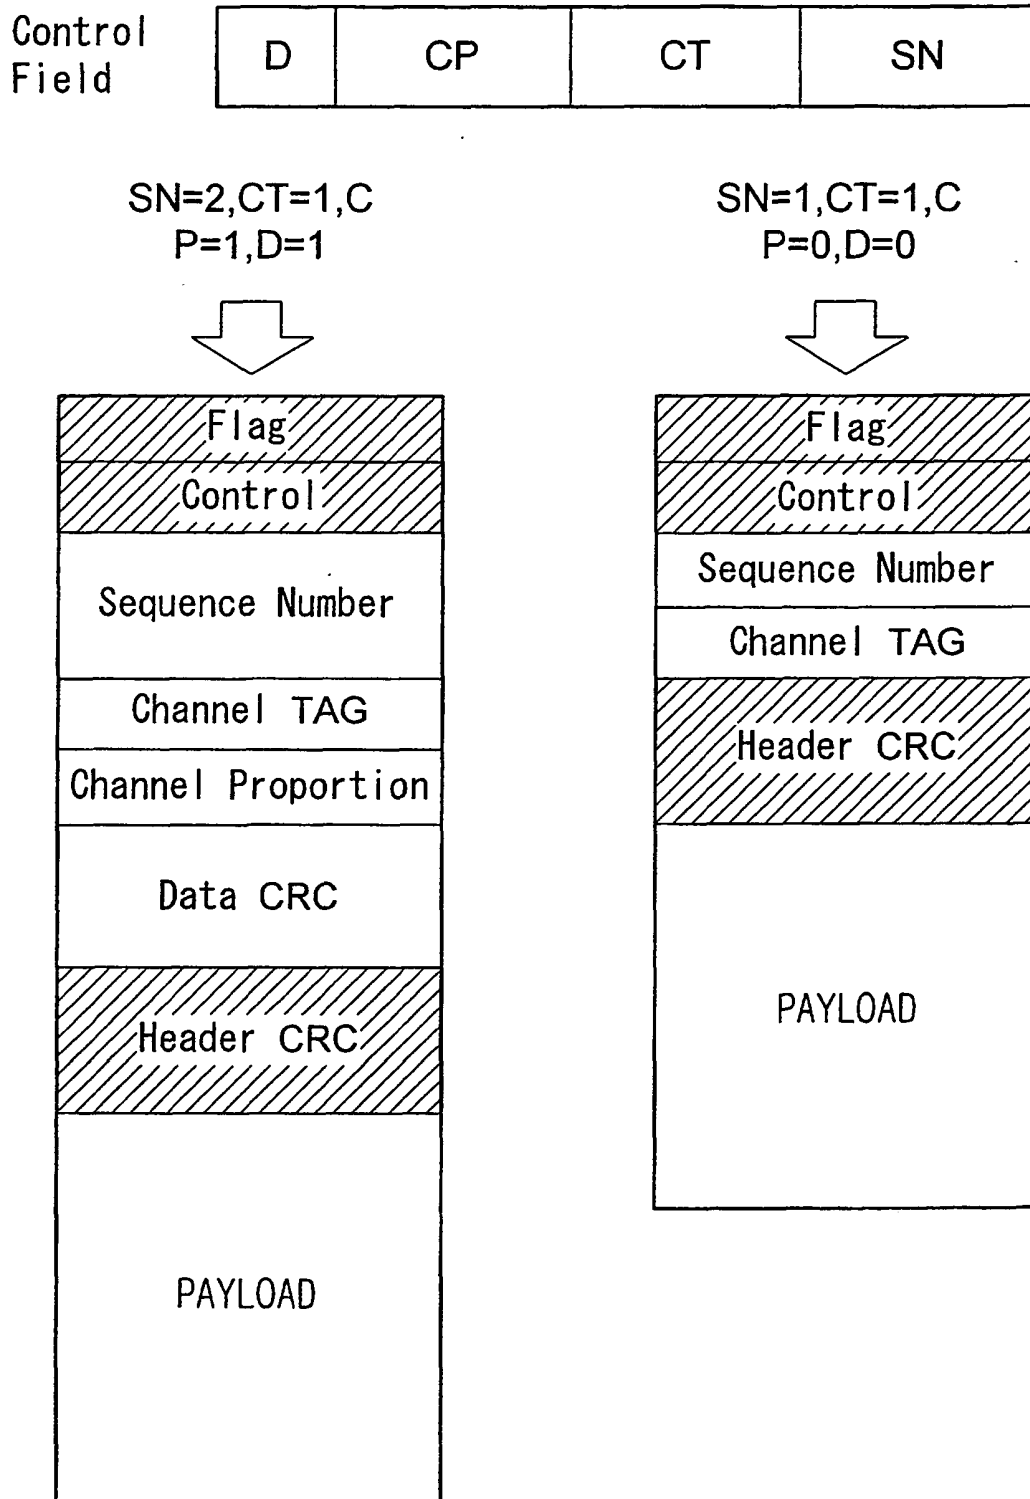 Control
Field
D
CP
CT
SN
SN=2,CT=1,C
P=1,D=1
SN=1,CT=1,C
P=0,D=0
Flag
Control
Sequence Number
Channel TAG
Channel Proportion
Data CRC
Header CRC
PAYLOAD
Flag
Control
Sequence Number
Channel TAG
Header CRC
PAYLOAD